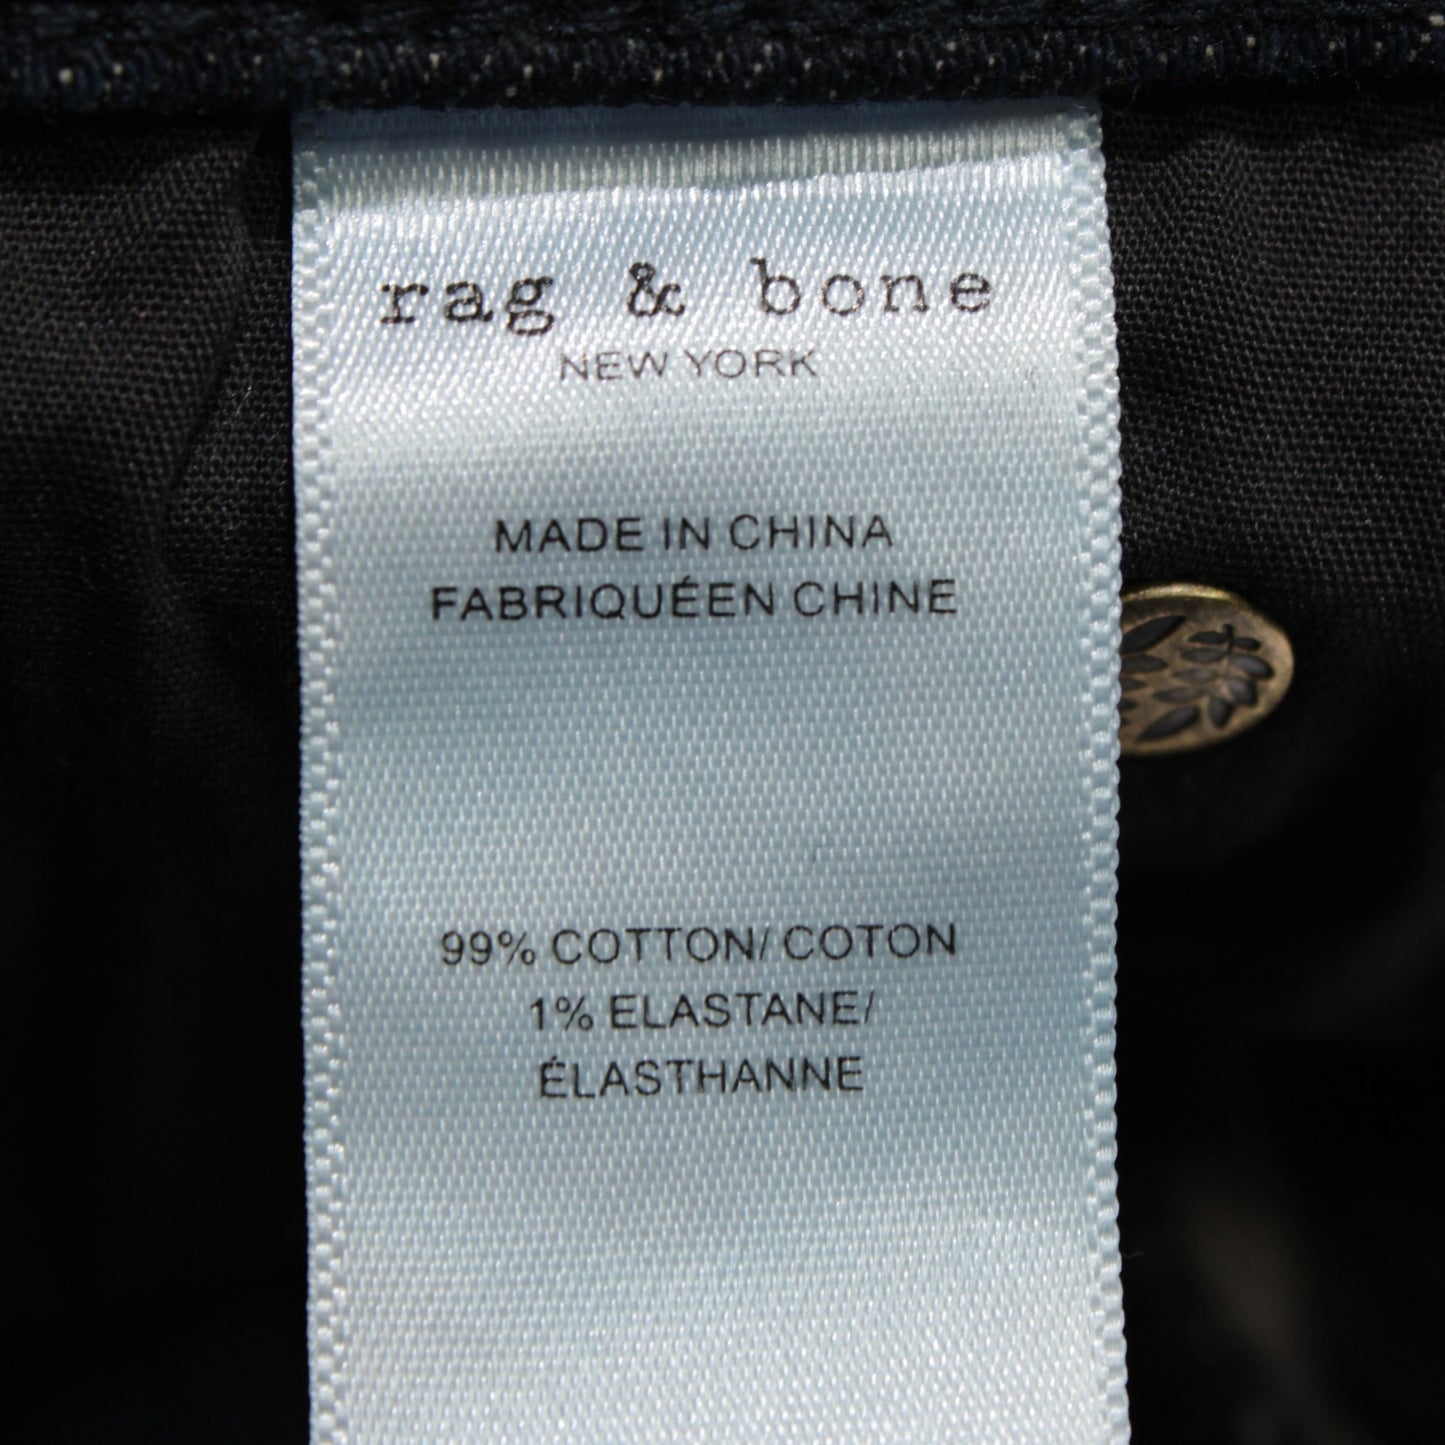 rag & bone
NEW YORK
MADE IN CHINA
FABRIQUÉEN CHINE
99% COTTON/ COTON
1% ELASTANE/
ÉLASTHANNE